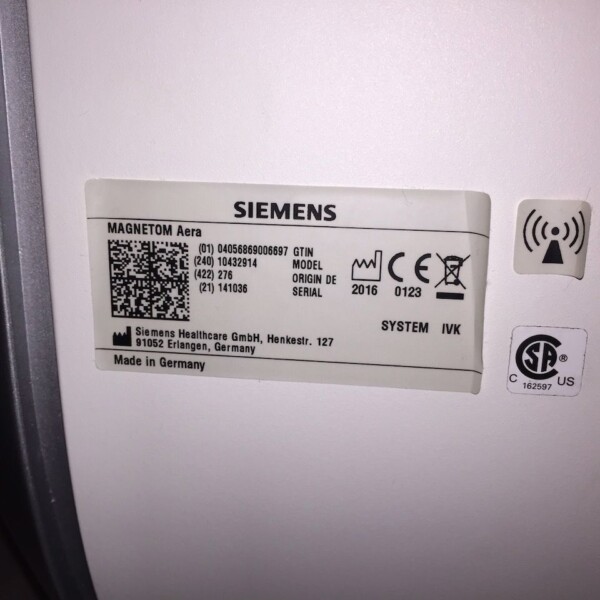 SIEMENS
MAGNETOM Aera
(01) 04056869006697 GTIN
(240) 10432914 MODEL
(422) 276 ORIGIN DE
(21) 141036 SERIAL
2016 0123
SYSTEM IVK
Siemens Healthcare GmbH, Henkestr. 127
91052 Erlangen, Germany
Made in Germany
CSA ®
C US
162597